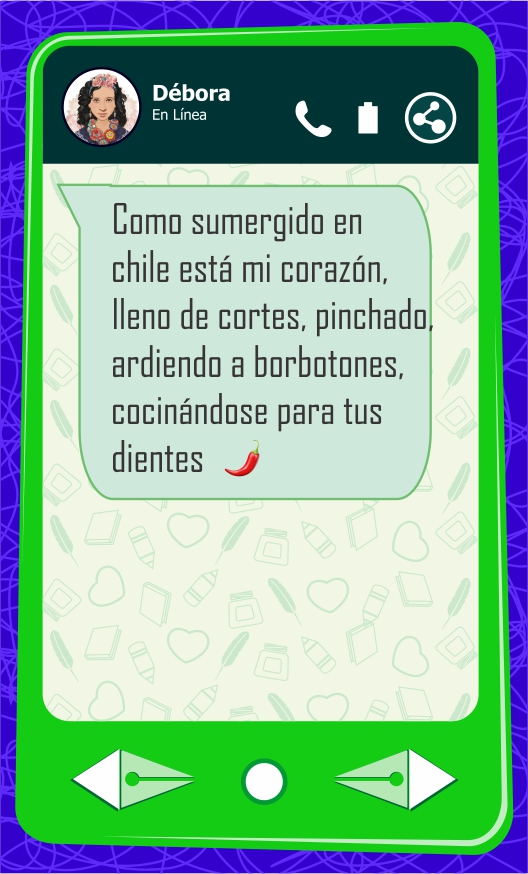 Débora
En Línea
Como sumergido en
chile está mi corazón,
lleno de cortes, pinchado,
ardiendo a borbotones,
cocinándose para tus
dientes 🌶️